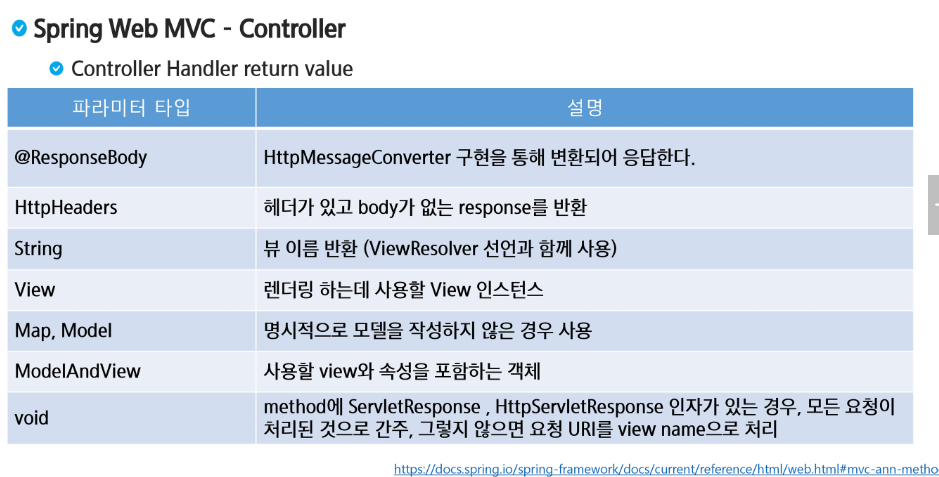 Spring Web MVC - Controller
Controller Handler return value
파라미터 타입 설명
@ResponseBody HttpMessageConverter 구현을 통해 변환되어 응답한다.
HttpHeaders 헤더가 있고 body가 없는 response를 반환
String 뷰 이름 반환 (ViewResolver 선언과 함께 사용)
View 렌더링 하는데 사용할 View 인스턴스
Map, Model 명시적으로 모델을 작성하지 않은 경우 사용
ModelAndView 사용할 view와 속성을 포함하는 객체
void method에 ServletResponse , HttpServletResponse 인자가 있는 경우, 모든 요청이
처리된 것으로 간주, 그렇지 않으면 요청 URI를 view name으로 처리
https://docs.spring.io/spring-framework/docs/current/reference/html/web.html#mvc-ann-metho